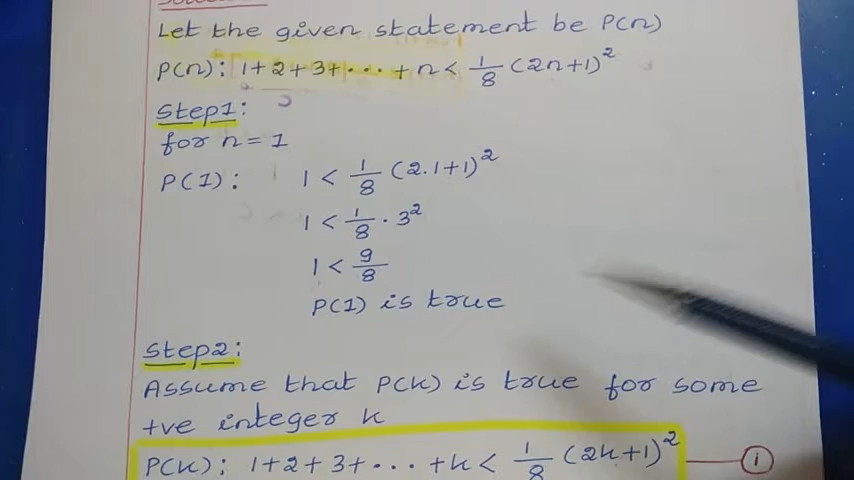 Let the given statement be P(n)
P(n): 1+2+3+...+n < 1/8 (2n+1)²
Step1:
for n = 1
P(1): 1 < 1/8 (2.1+1)²
1 < 1/8 · 3²
1 < 9/8
P(1) is true
Step2:
Assume that P(k) is true for some
+ve integer k
P(k): 1+2+3+...+k < 1/8 (2k+1)² — i